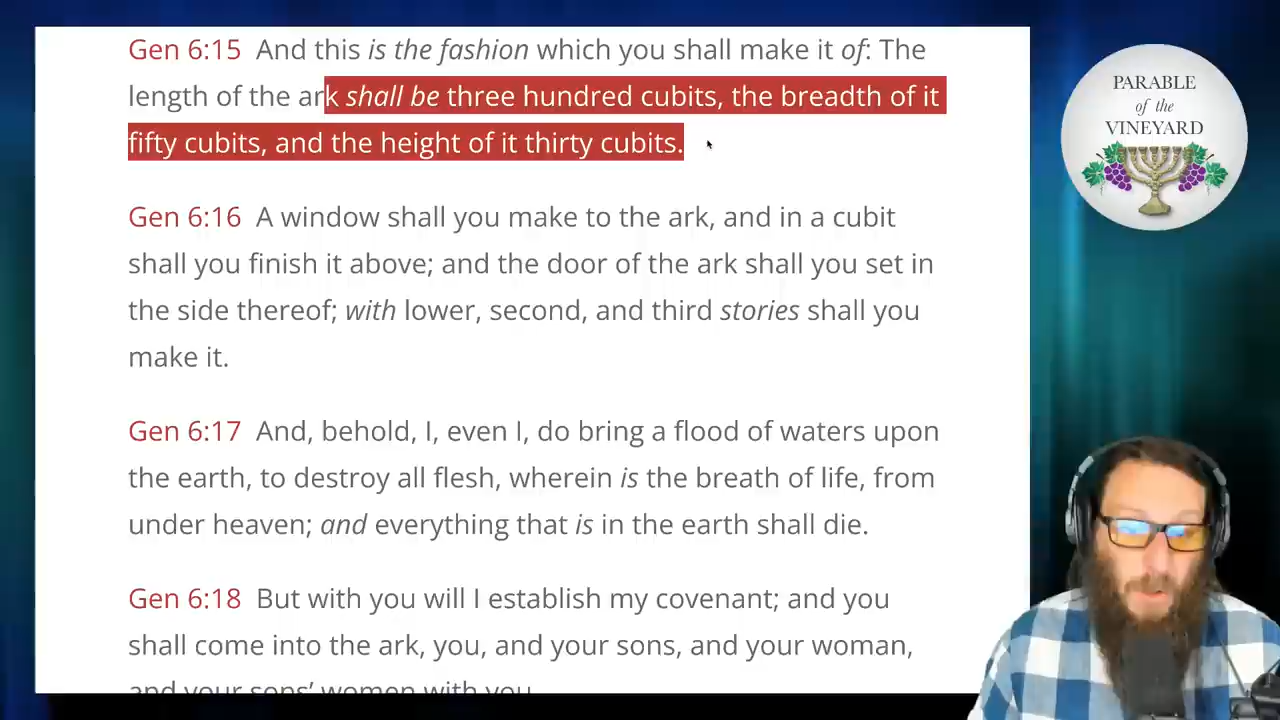 Gen 6:15 And this is the fashion which you shall make it of: The
length of the ark shall be three hundred cubits, the breadth of it
fifty cubits, and the height of it thirty cubits.
Gen 6:16 A window shall you make to the ark, and in a cubit
shall you finish it above; and the door of the ark shall you set in
the side thereof; with lower, second, and third stories shall you
make it.
Gen 6:17 And, behold, I, even I, do bring a flood of waters upon
the earth, to destroy all flesh, wherein is the breath of life, from
under heaven; and everything that is in the earth shall die.
Gen 6:18 But with you will I establish my covenant; and you
shall come into the ark, you, and your sons, and your woman,
and your sons’ women with you.
PARABLE
of the
VINEYARD